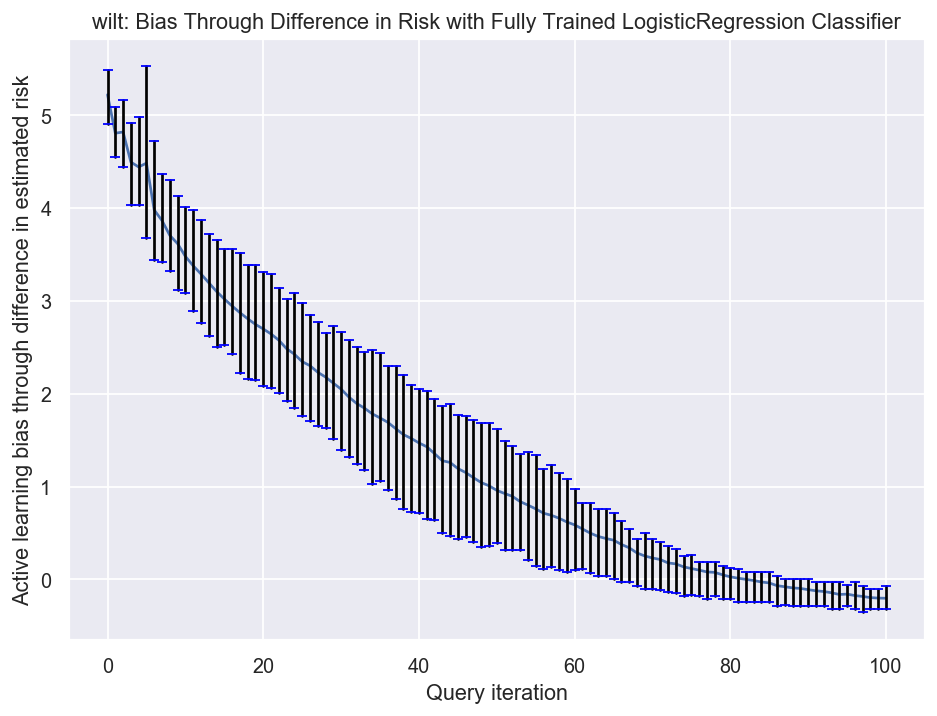 wilt: Bias Through Difference in Risk with Fully Trained LogisticRegression Classifier
Active learning bias through difference in estimated risk
5
4
3
2
1
0
0 20 40 60 80 100
Query iteration